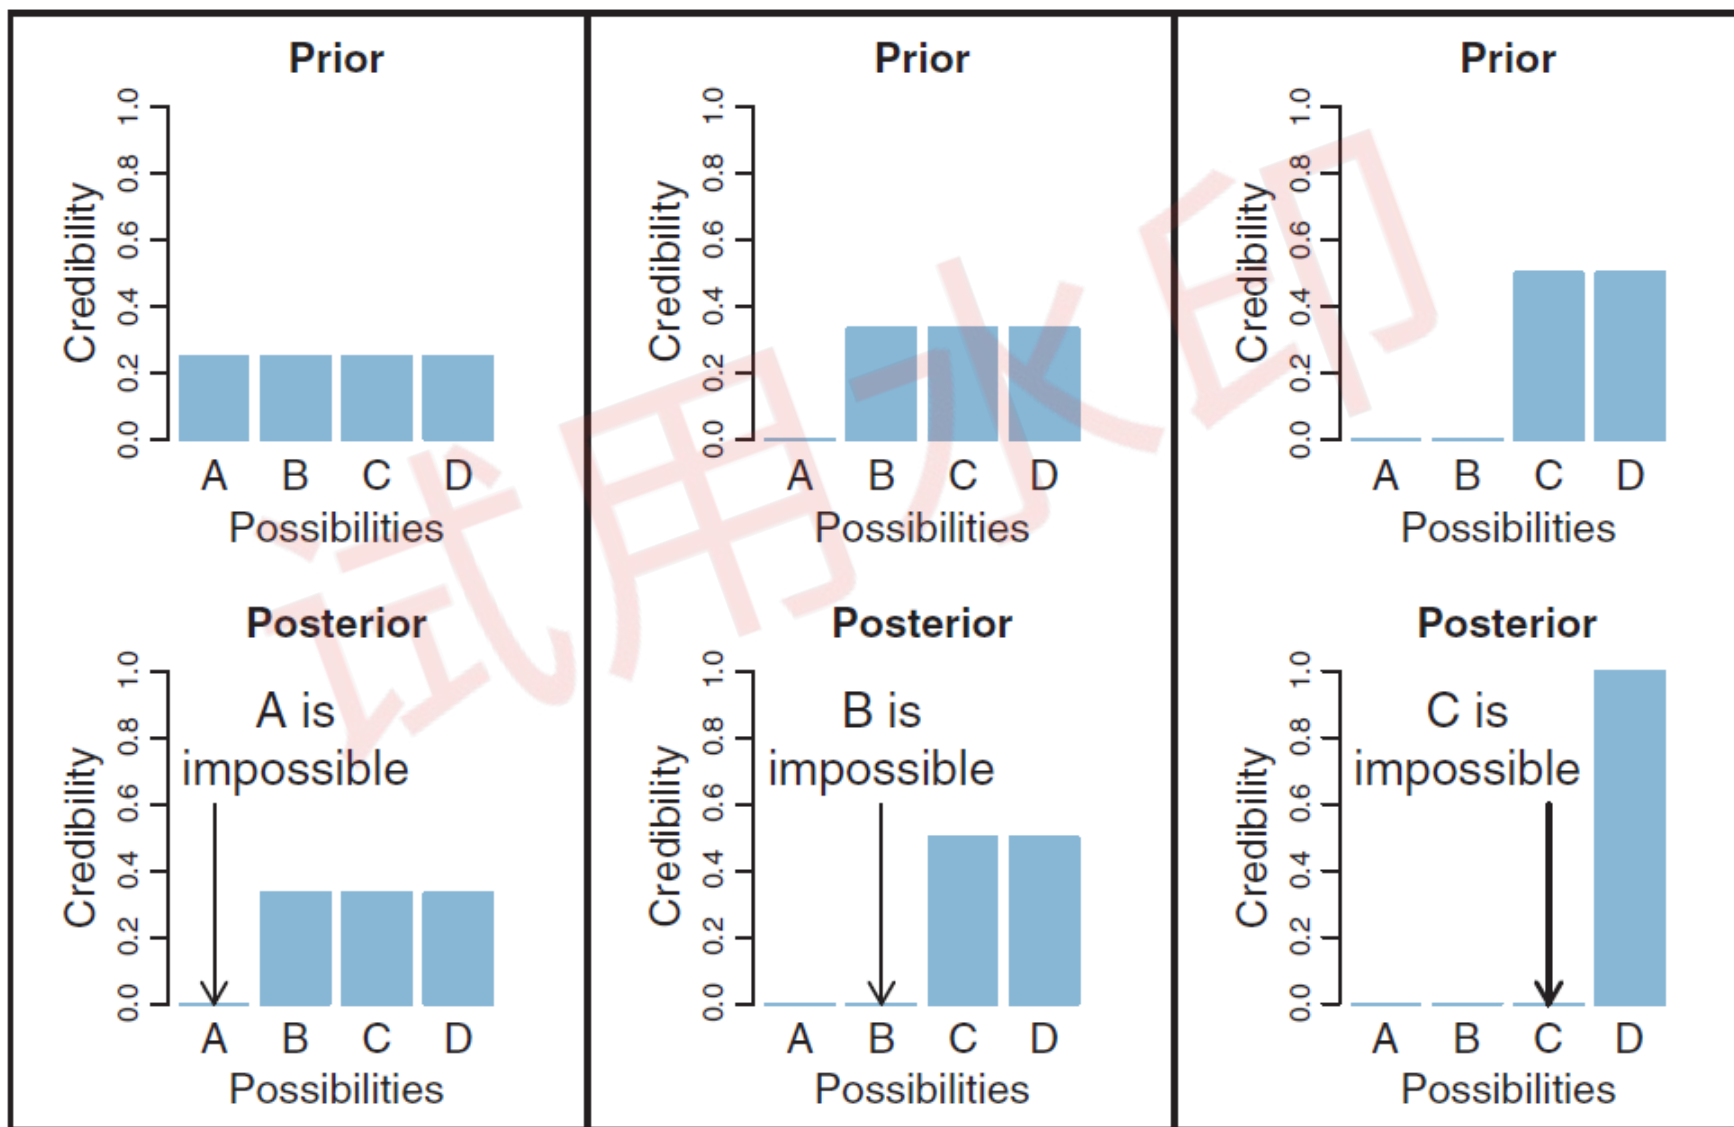 Prior
1.0
0.8
0.6
0.4
0.2
0.0
Credibility
A B C D
Possibilities
Posterior
1.0
0.8
0.6
0.4
0.2
0.0
Credibility
A is
impossible
A B C D
Possibilities
Prior
1.0
0.8
0.6
0.4
0.2
0.0
Credibility
A B C D
Possibilities
Posterior
1.0
0.8
0.6
0.4
0.2
0.0
Credibility
B is
impossible
A B C D
Possibilities
Prior
1.0
0.8
0.6
0.4
0.2
0.0
Credibility
A B C D
Possibilities
Posterior
1.0
0.8
0.6
0.4
0.2
0.0
Credibility
C is
impossible
A B C D
Possibilities
试用水印